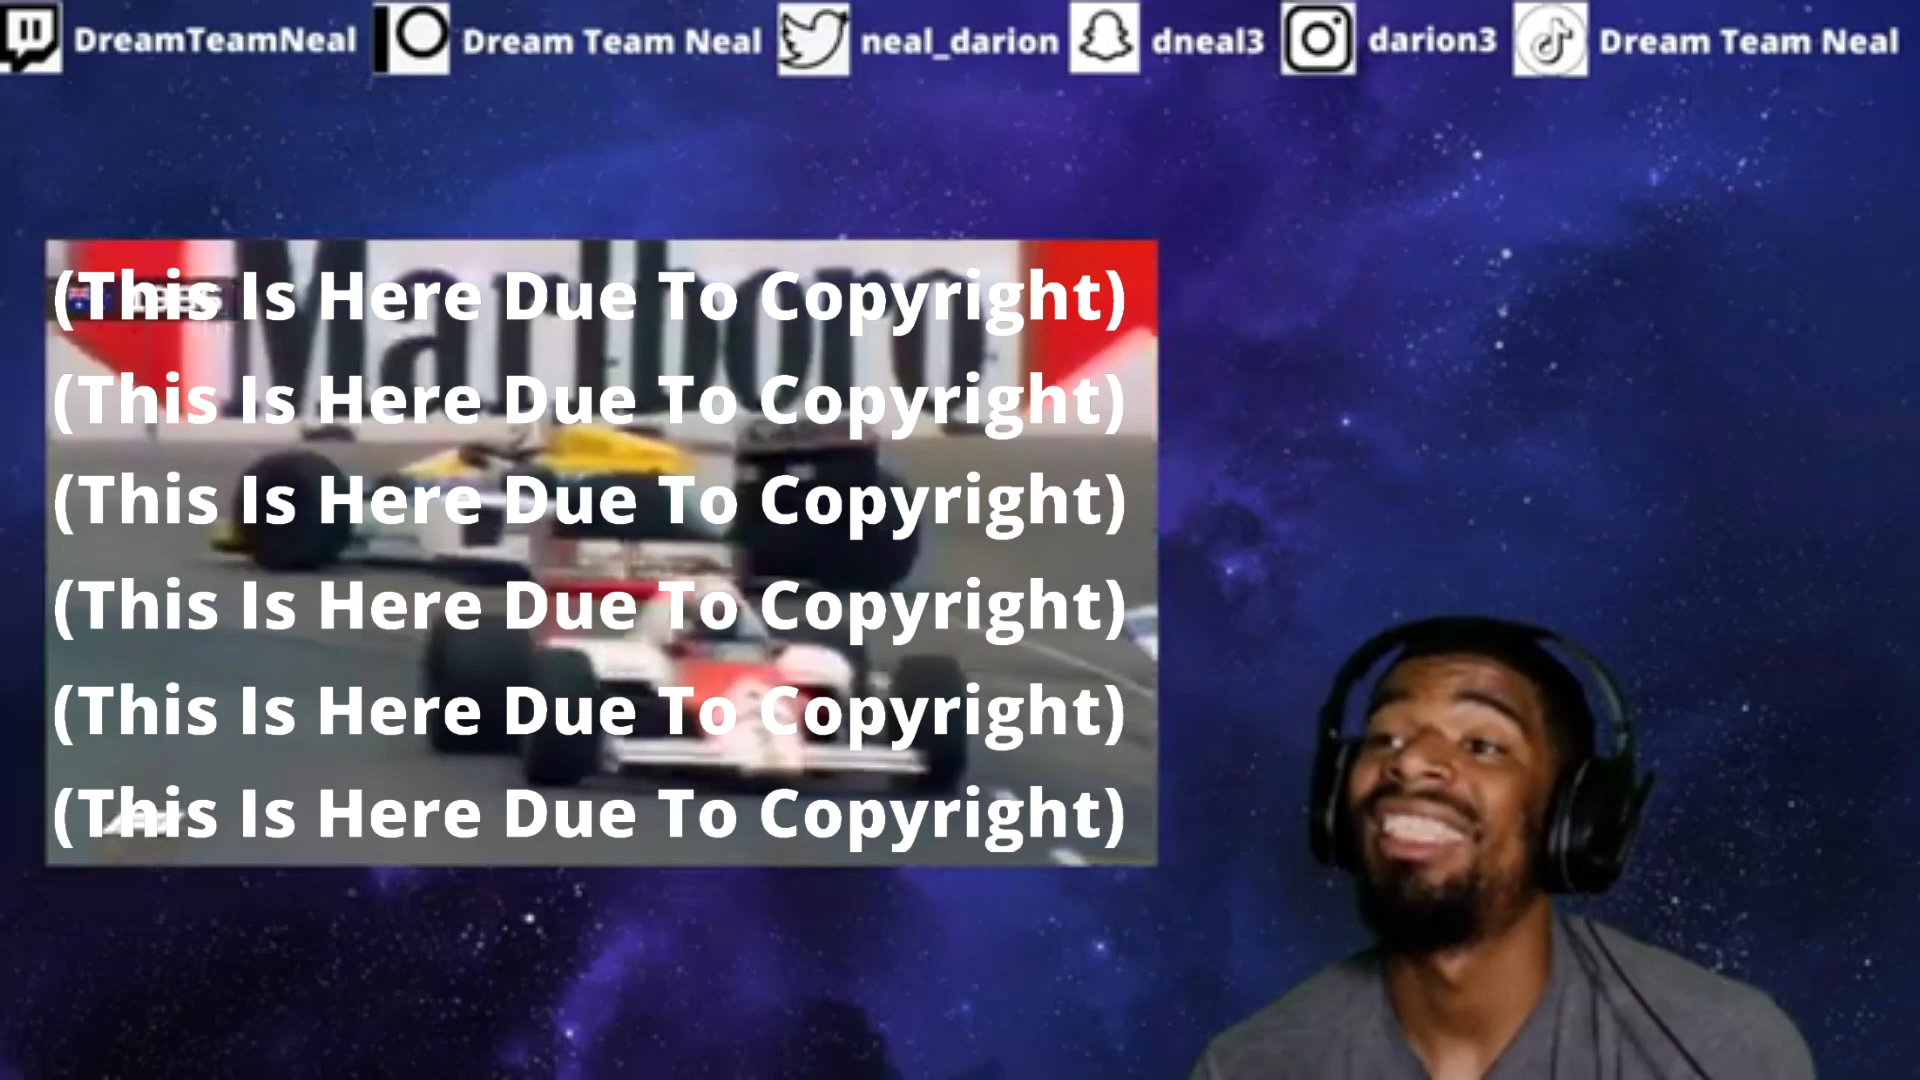 DreamTeamNeal Dream Team Neal neal_darion dneal3 darion3 Dream Team Neal
Marlboro
(This Is Here Due To Copyright)
(This Is Here Due To Copyright)
(This Is Here Due To Copyright)
(This Is Here Due To Copyright)
(This Is Here Due To Copyright)
(This Is Here Due To Copyright)